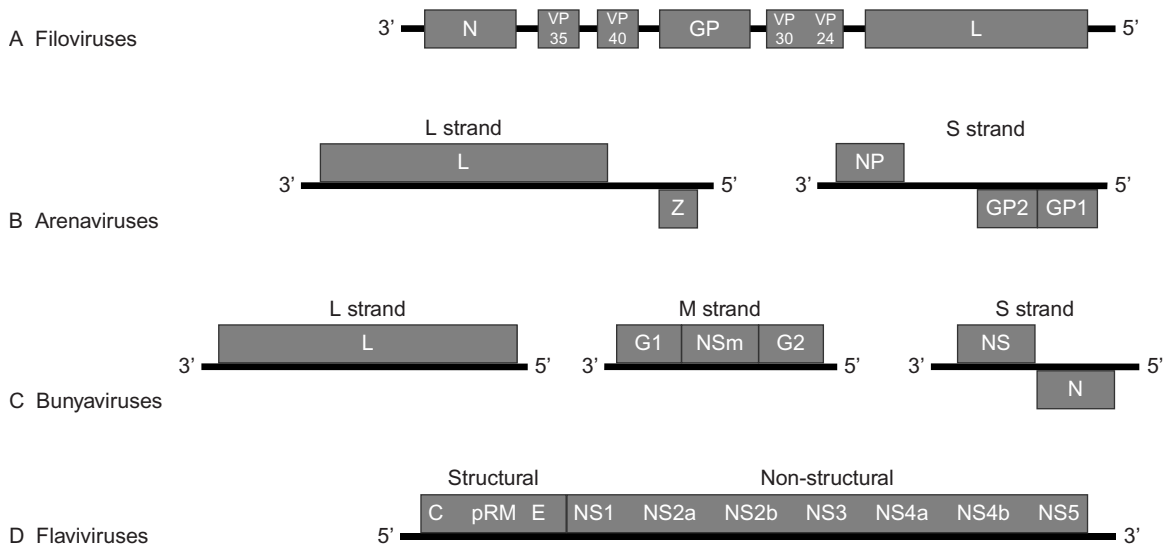 A Filoviruses
3’ N VP 35 VP 40 GP VP 30 VP 24 L 5’
B Arenaviruses
L strand
3’ L 5’
Z
S strand
3’ NP 5’
GP2 GP1
C Bunyaviruses
L strand
3’ L 5’
M strand
3’ G1 NSm G2 5’
S strand
3’ NS 5’
N
D Flaviviruses
Structural Non-structural
C pRM E NS1 NS2a NS2b NS3 NS4a NS4b NS5
5’ 3’